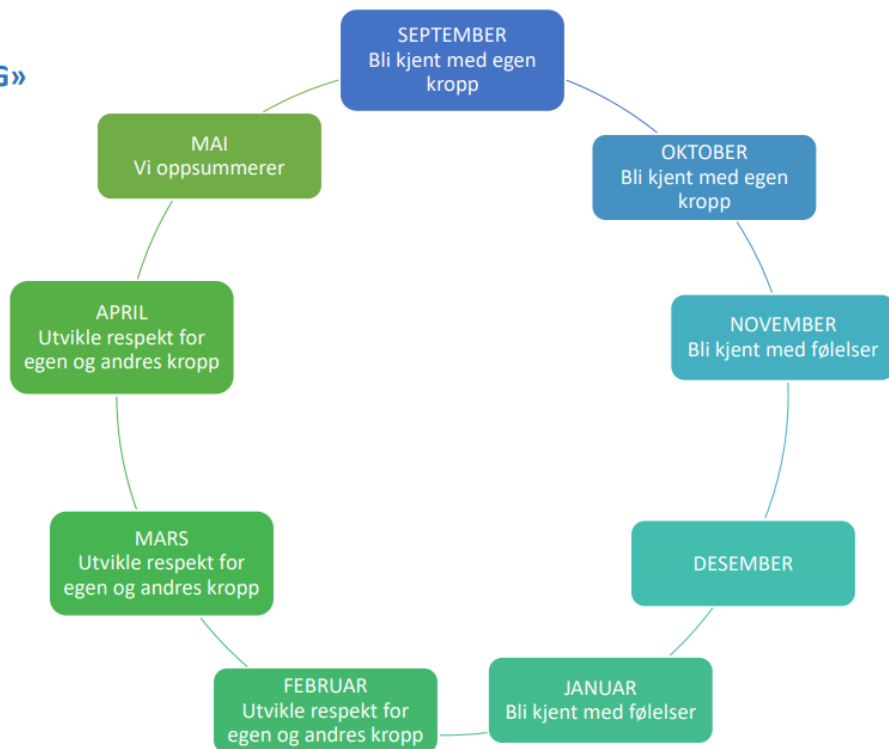 G»
SEPTEMBER
Bli kjent med egen
kropp
OKTOBER
Bli kjent med egen
kropp
NOVEMBER
Bli kjent med følelser
DESEMBER
JANUAR
Bli kjent med følelser
FEBRUAR
Utvikle respekt for
egen og andres kropp
MARS
Utvikle respekt for
egen og andres kropp
APRIL
Utvikle respekt for
egen og andres kropp
MAI
Vi oppsummerer